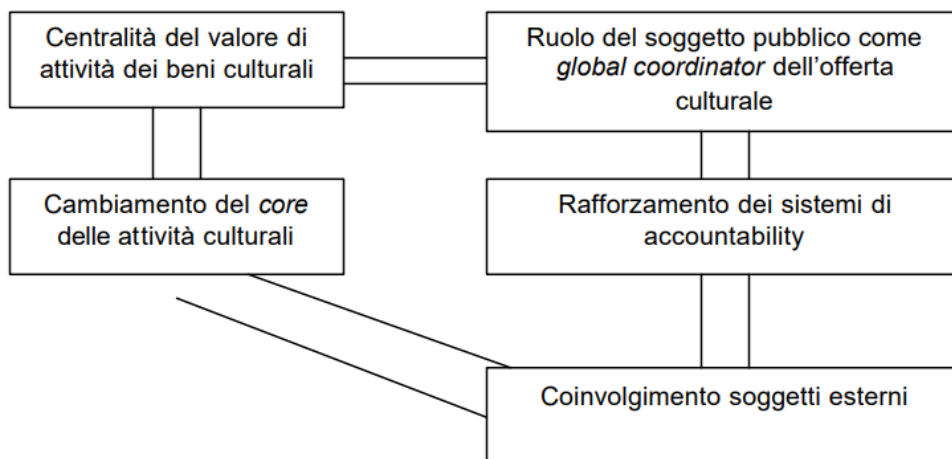 Centralità del valore di
attività dei beni culturali
Ruolo del soggetto pubblico come
global coordinator dell'offerta
culturale
Cambiamento del core
delle attività culturali
Rafforzamento dei sistemi di
accountability
Coinvolgimento soggetti esterni